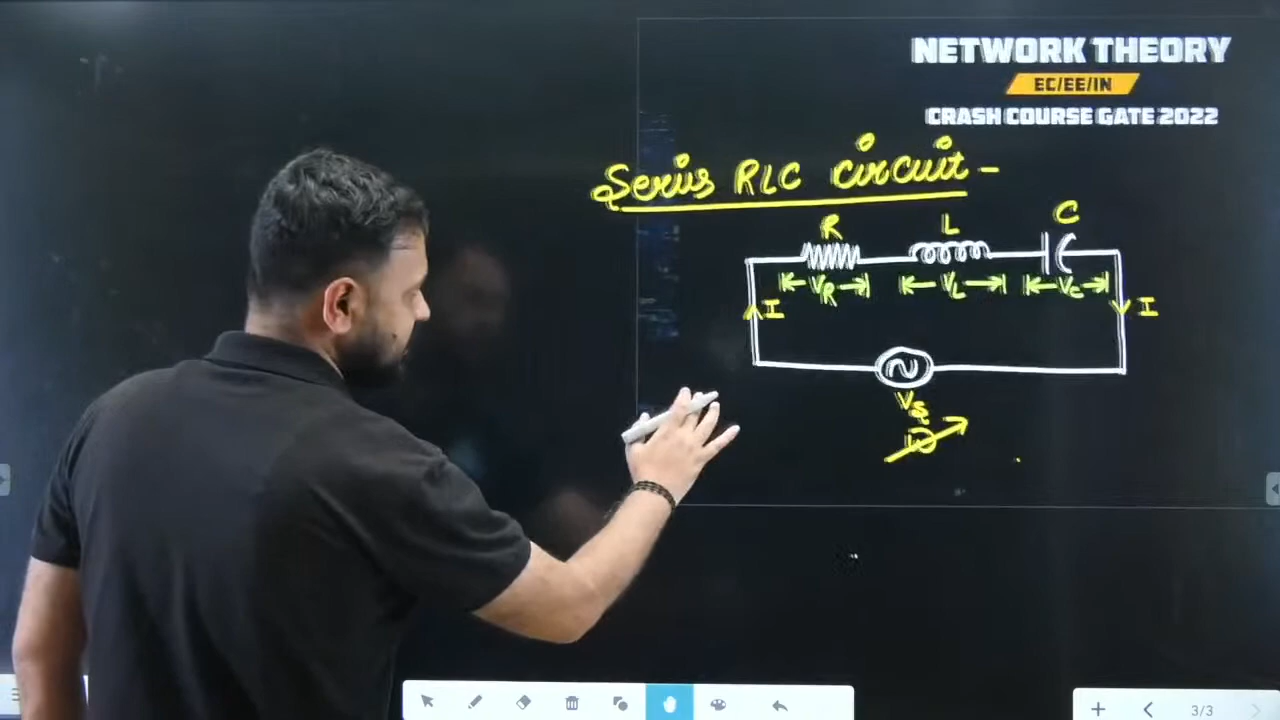 NETWORK THEORY
EC/EE/IN
CRASH COURSE GATE 2022
Series RLC circuit -
R L C
VR VL VC
I I
Vs
ω
3/3